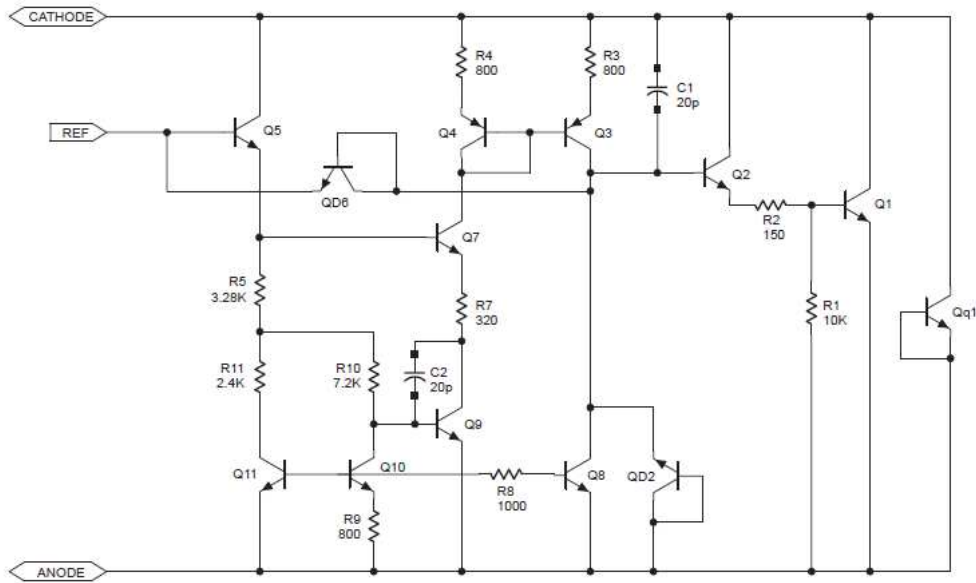 CATHODE
R4
800
R3
800
C1
20p
REF
Q5
Q4
Q3
Q2
Q1
QD6
R2
150
Q7
R5
3.28K
R7
320
R1
10K
Qq1
R11
2.4K
R10
7.2K
C2
20p
Q9
Q11
Q10
R8
1000
Q8
QD2
R9
800
ANODE